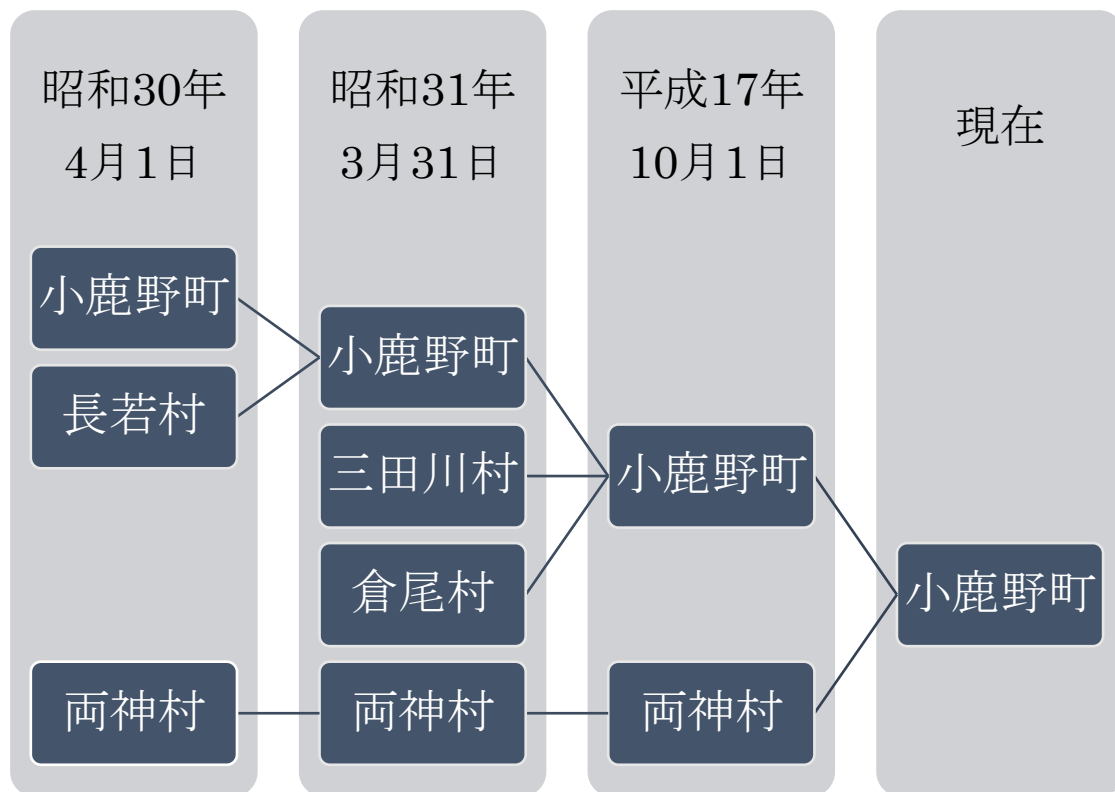 昭和30年
4月1日
小鹿野町
長若村
両神村
昭和31年
3月31日
小鹿野町
三田川村
倉尾村
両神村
平成17年
10月1日
小鹿野町
両神村
現在
小鹿野町